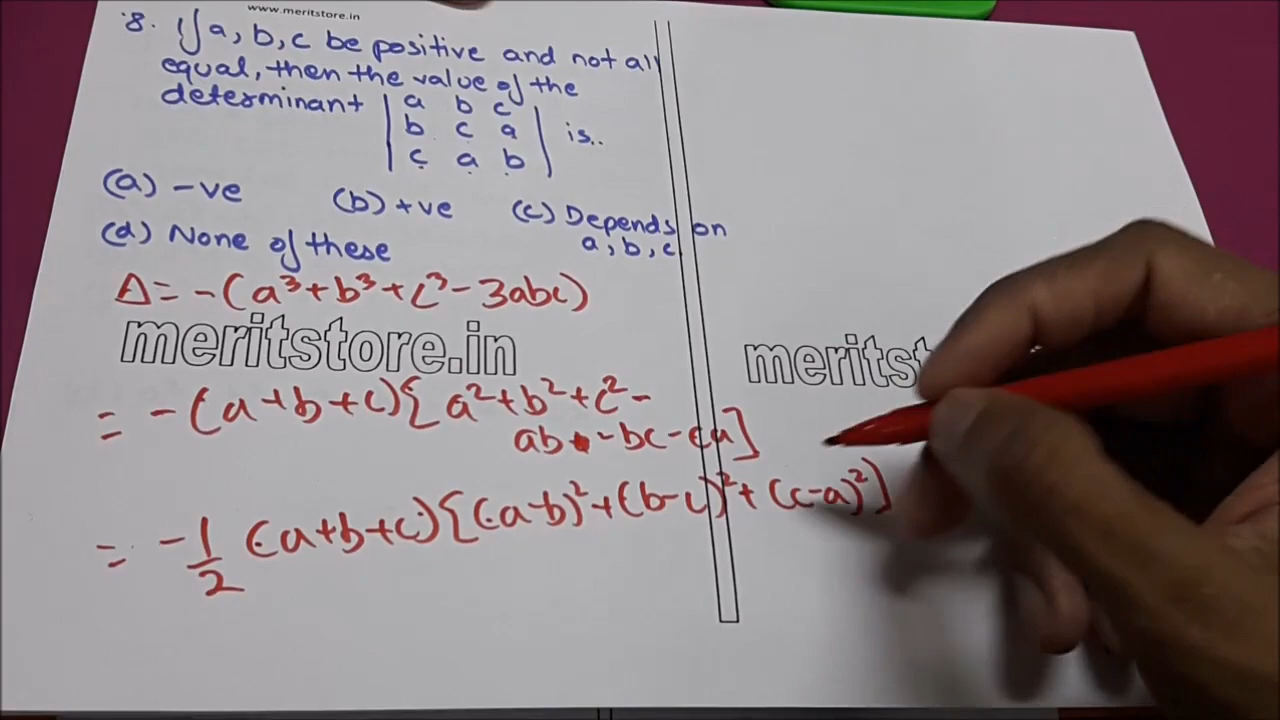 www.meritstore.in
8. If a, b, c be positive and not all
equal, then the value of the
determinant | a b c |
| b c a | is..
| c a b |
(a) -ve (b) +ve (c) Depends on
a, b, c
(d) None of these
Δ = -(a³+b³+c³-3abc)
meritstore.in
= -(a+b+c){a²+b²+c²-
ab-bc-ca]
= -1/2 (a+b+c){(a-b)²+(b-c)²+(c-a)²}